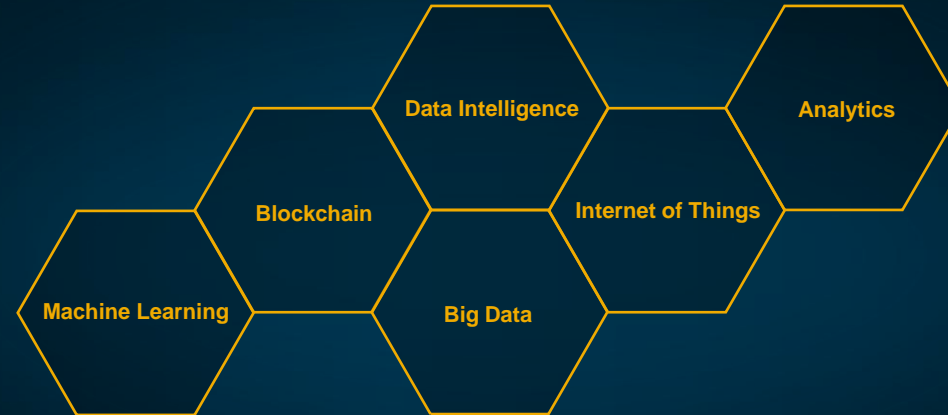 Data Intelligence
Analytics
Blockchain
Internet of Things
Machine Learning
Big Data